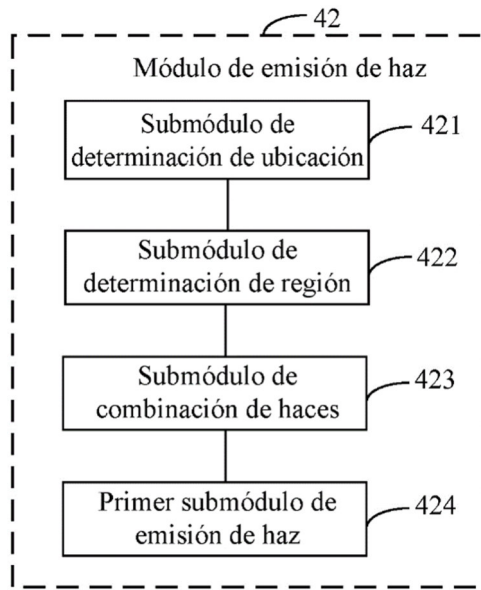 42
Módulo de emisión de haz
Submódulo de
determinación de ubicación
421
Submódulo de
determinación de región
422
Submódulo de
combinación de haces
423
Primer submódulo de
emisión de haz
424